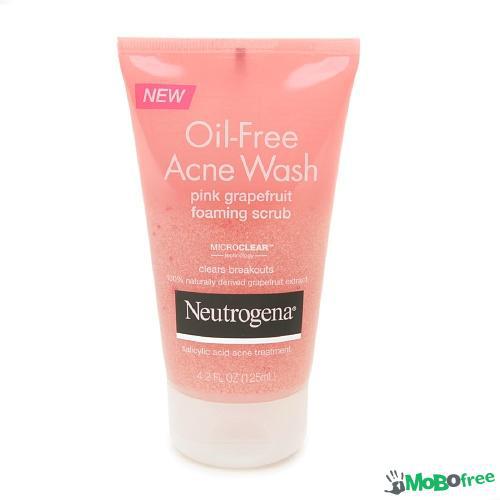 NEW
Oil-Free
Acne Wash
pink grapefruit
foaming scrub
MICROCLEAR™
technology
clears breakouts
100% naturally derived grapefruit extract
Neutrogena®
salicylic acid acne treatment
4.2 FL OZ (125mL)
MOBOfree